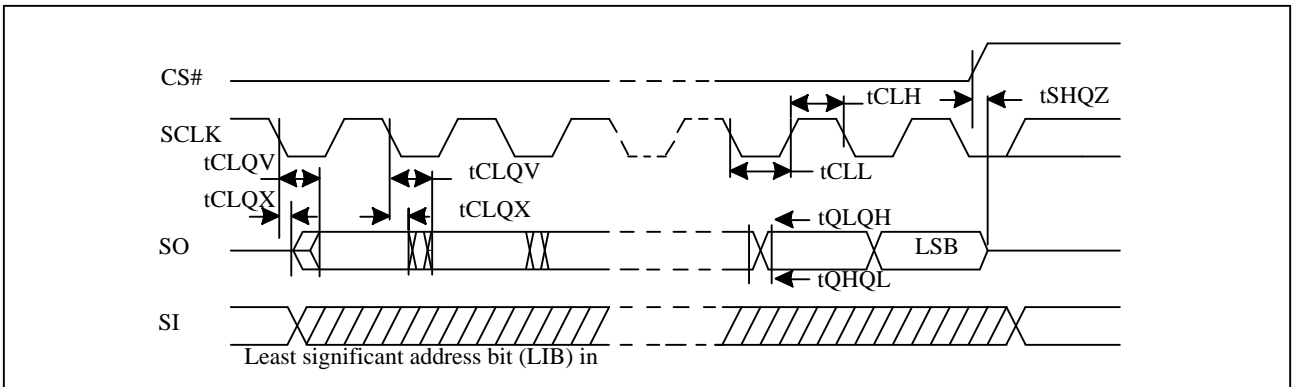 CS#
tCLH
tSHQZ
SCLK
tCLQV
tCLQV
tCLL
tCLQX
tCLQX
tQLQH
SO
LSB
tQHQL
SI
Least significant address bit (LIB) in